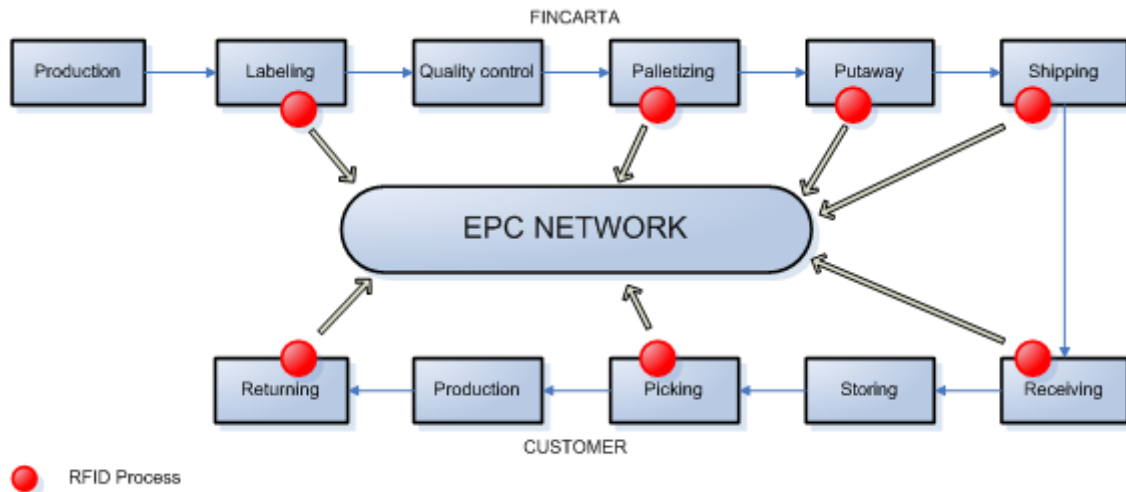 FINCARTA
Production
Labeling
Quality control
Palletizing
Putaway
Shipping
EPC NETWORK
Returning
Production
Picking
Storing
Receiving
CUSTOMER
RFID Process